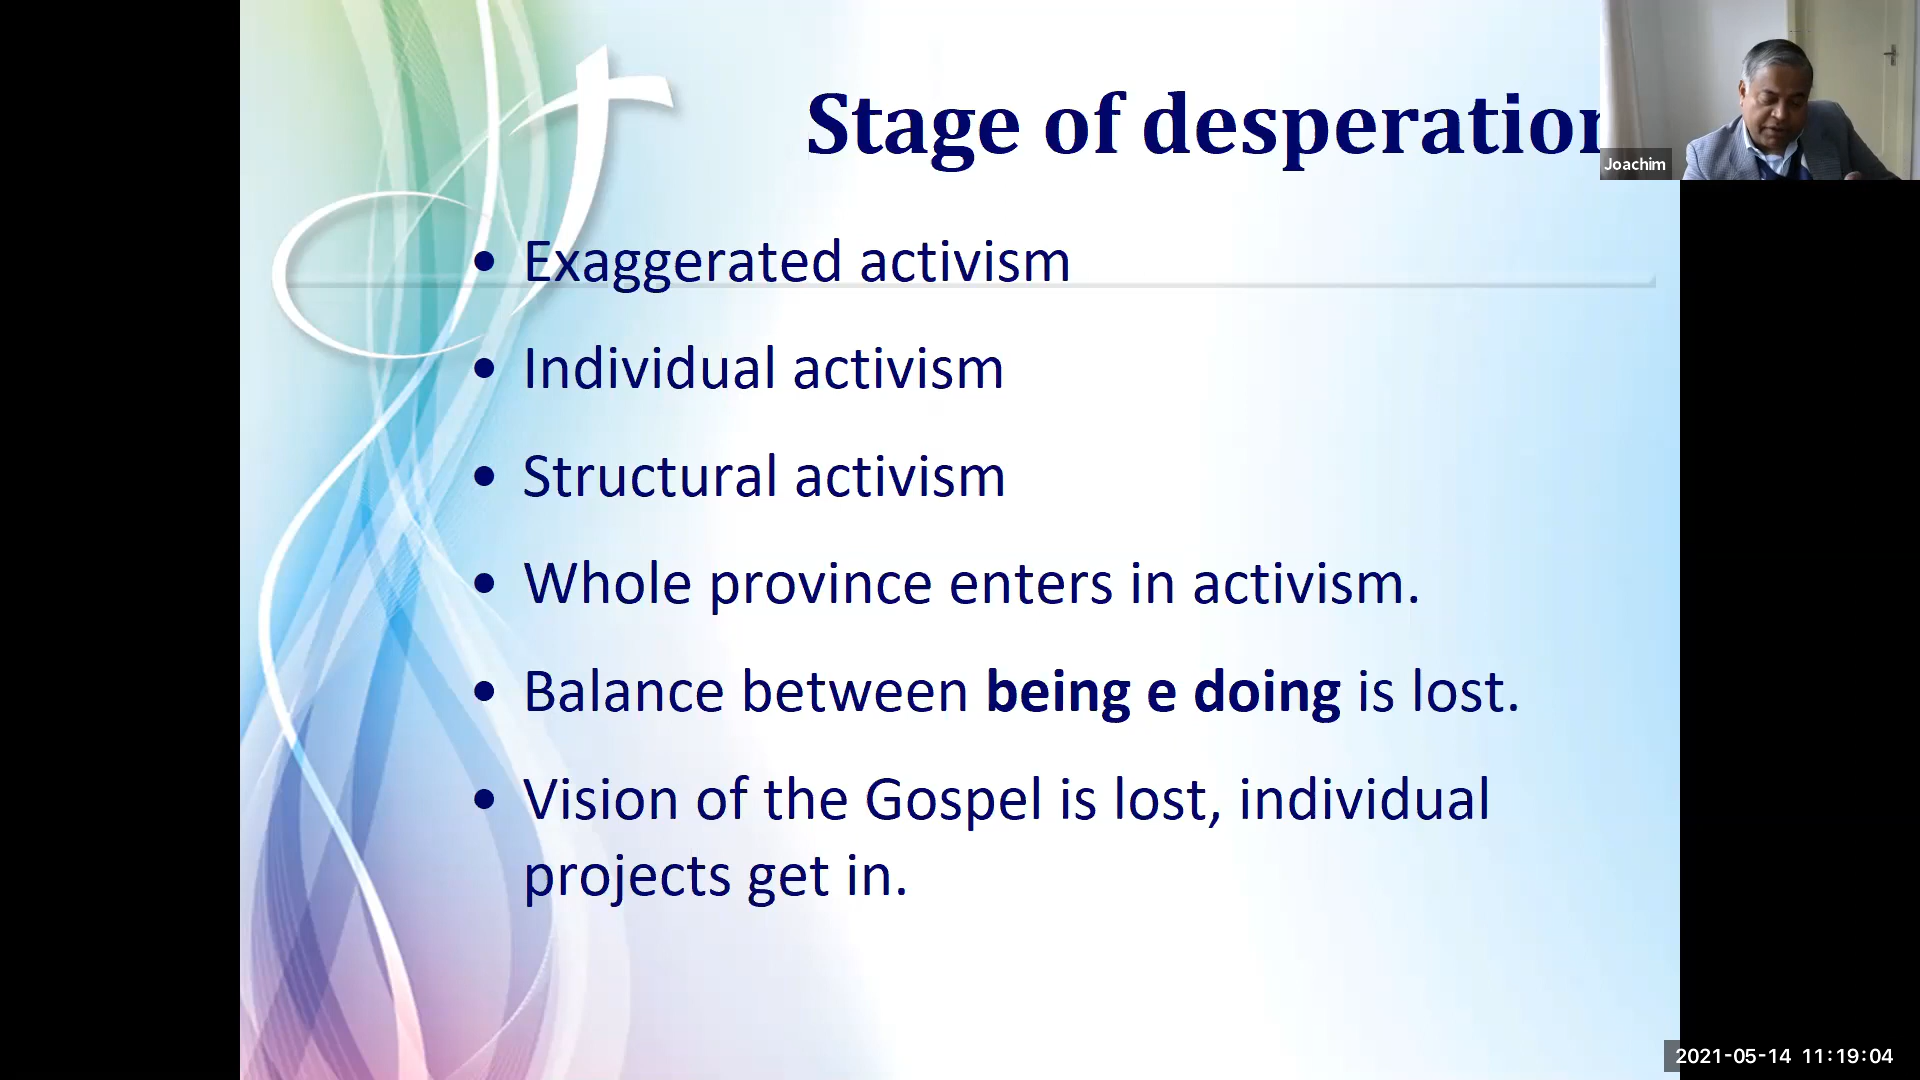 Stage of desperation
Joachim
• Exaggerated activism
• Individual activism
• Structural activism
• Whole province enters in activism.
• Balance between being e doing is lost.
• Vision of the Gospel is lost, individual
projects get in.
2021-05-14 11:19:04